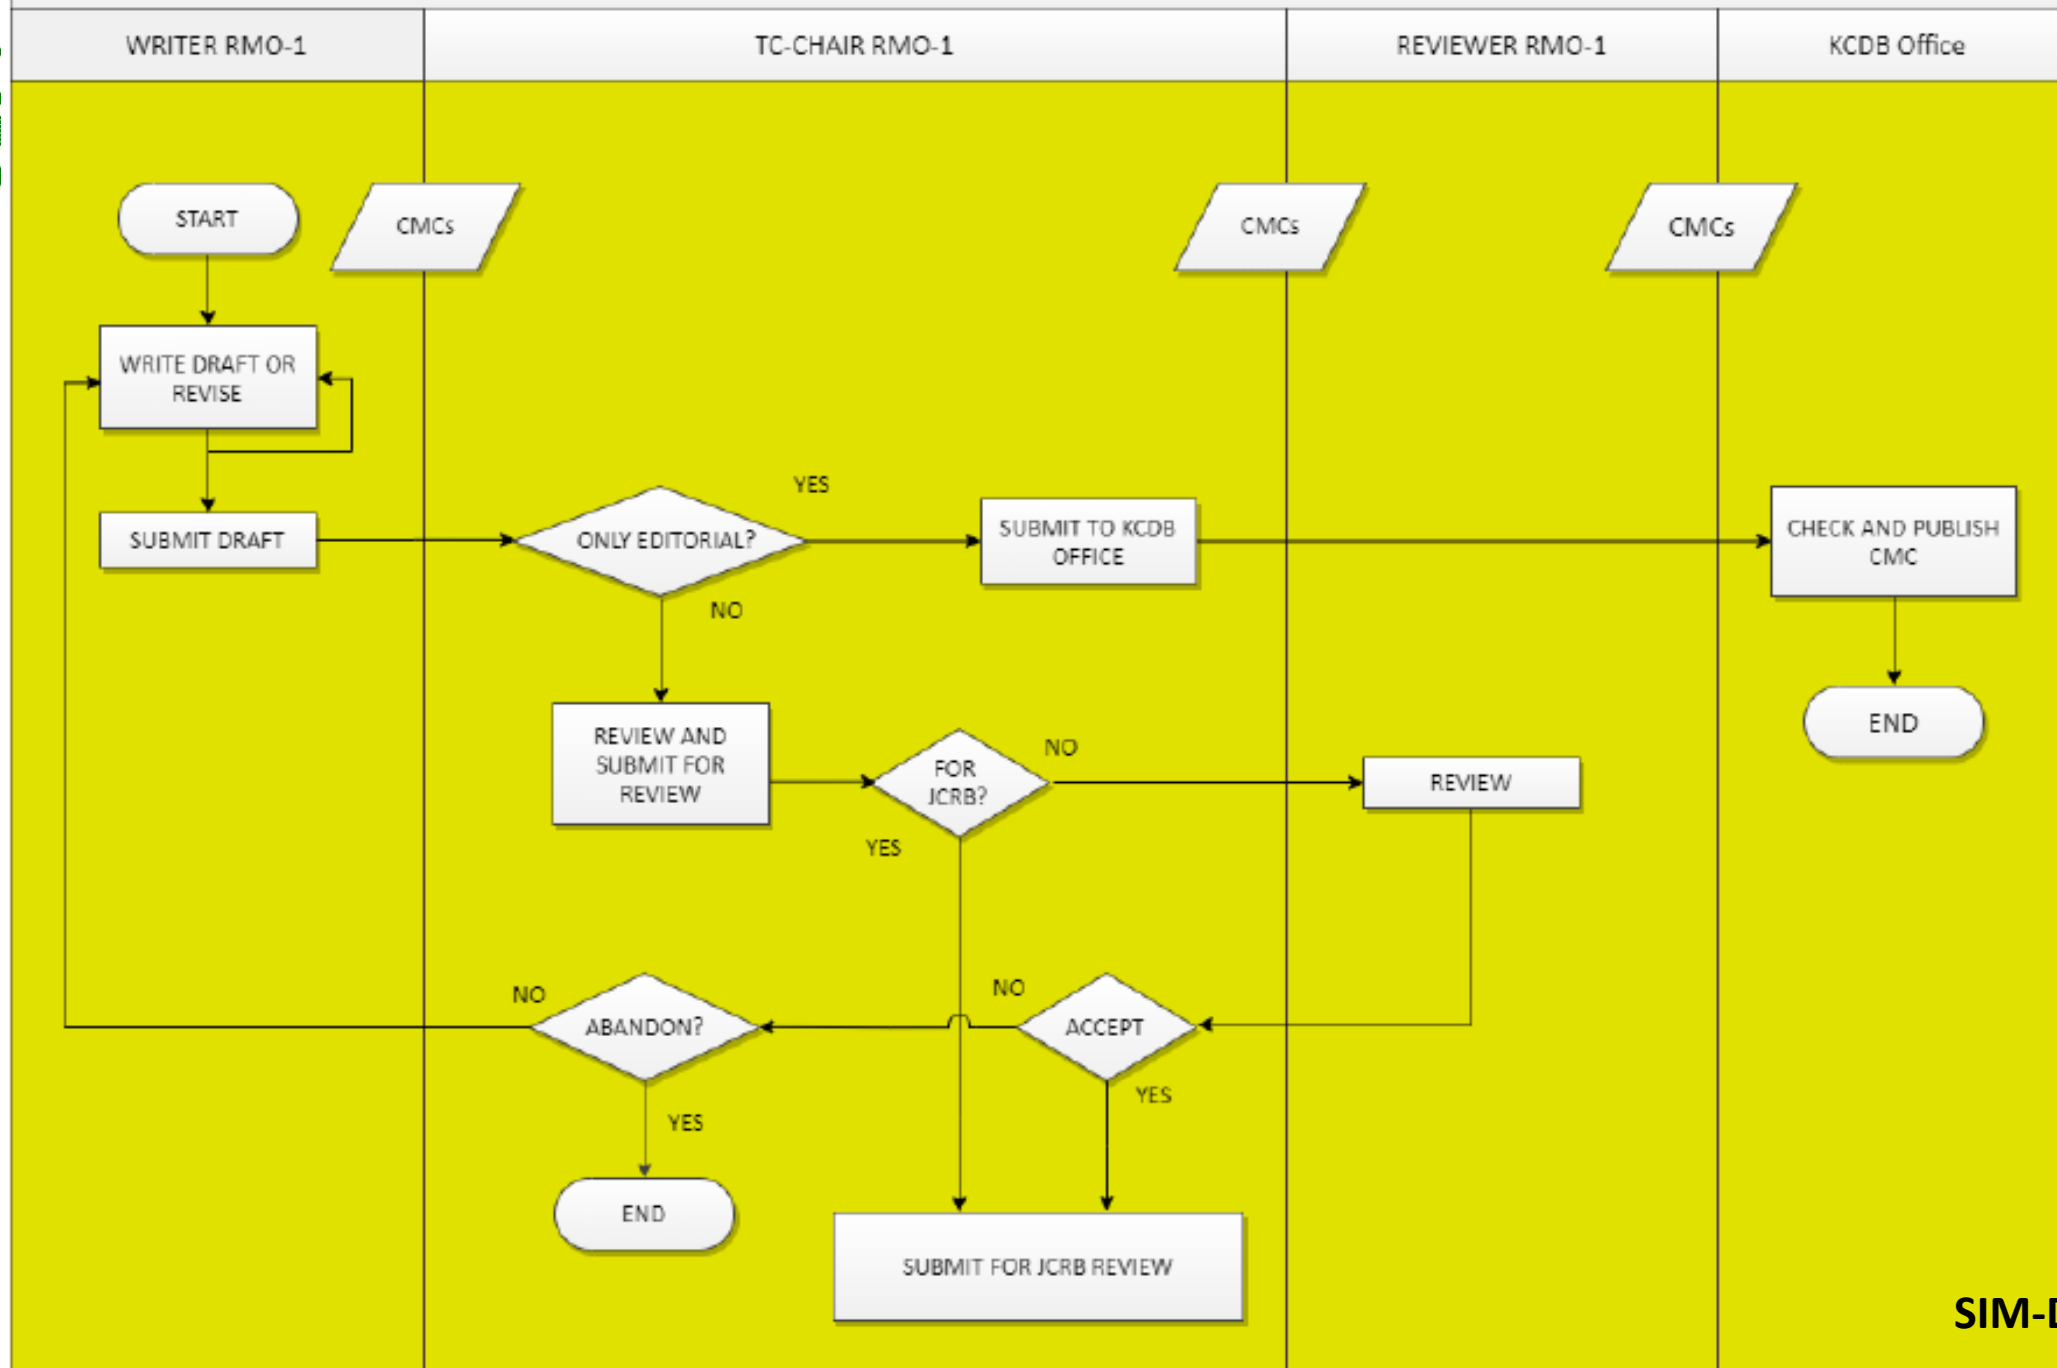 WRITER RMO-1
TC-CHAIR RMO-1
REVIEWER RMO-1
KCDB Office
START
CMCs
CMCs
CMCs
WRITE DRAFT OR
REVISE
YES
SUBMIT DRAFT
ONLY EDITORIAL?
SUBMIT TO KCDB
OFFICE
CHECK AND PUBLISH
CMC
NO
REVIEW AND
SUBMIT FOR
REVIEW
FOR
JCRB?
NO
REVIEW
END
YES
NO
ABANDON?
NO
ACCEPT
YES
YES
END
SUBMIT FOR JCRB REVIEW
SIM-